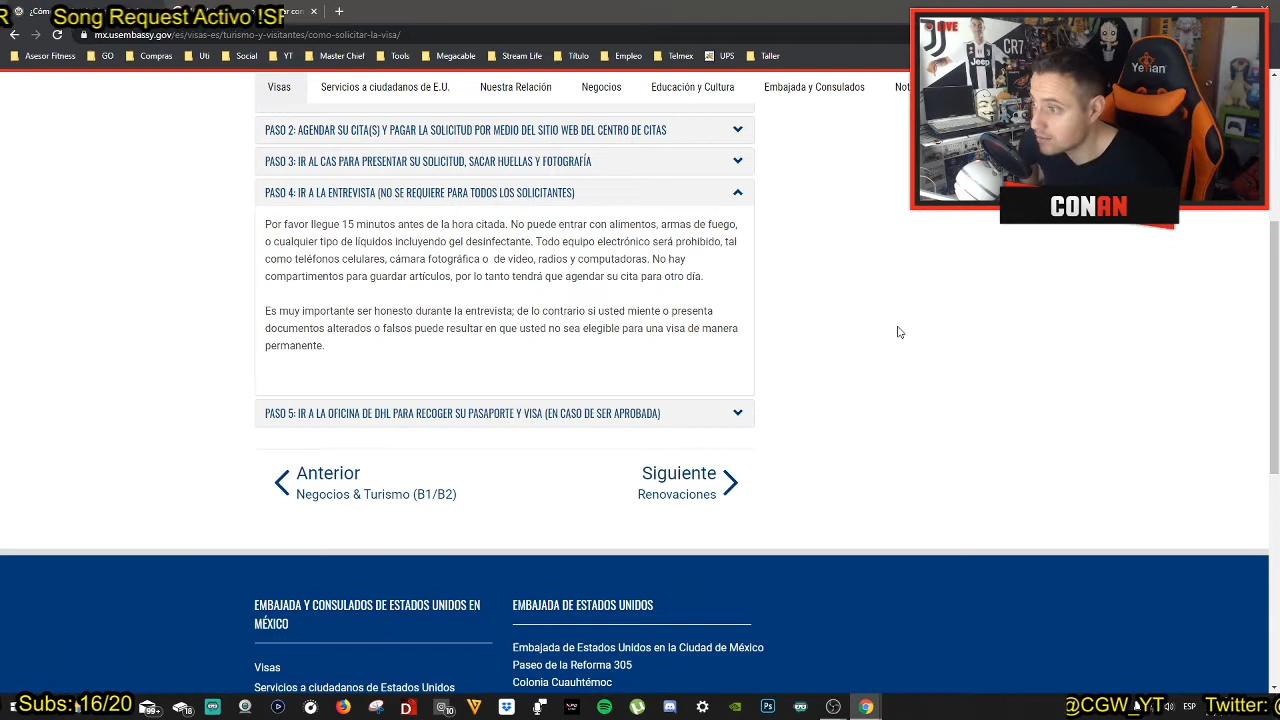 R Song Request Activo !SR
¿Cóm
mx.usembassy.gov/es/visas-es/turismo-y-
Asesor Fitness GO Compras Uti Social YT Master Chef Tools Megacable Stream Live Titulo Empleo Telmex UPS Taller
LIVE
CR7
Jeep
Yeyian
CONAN
Visas Servicios a ciudadanos de E.U. Nuestra Relación Negocios Educación y Cultura Embajada y Consulados Not
PASO 2: AGENDAR SU CITA(S) Y PAGAR LA SOLICITUD POR MEDIO DEL SITIO WEB DEL CENTRO DE CITAS
PASO 3: IR AL CAS PARA PRESENTAR SU SOLICITUD, SACAR HUELLAS Y FOTOGRAFÍA
PASO 4: IR A LA ENTREVISTA (NO SE REQUIERE PARA TODOS LOS SOLICITANTES)
Por favor llegue 15 minutos antes de la hora indicada. No puede entrar con alimentos, armas de fuego,
o cualquier tipo de líquidos incluyendo gel desinfectante. Todo equipo electrónico será prohibido, tal
como teléfonos celulares, cámara fotográfica o de video, radios y computadoras. No hay
compartimentos para guardar artículos, por lo tanto tendrá que agendar su cita para otro día.
Es muy importante ser honesto durante la entrevista; de lo contrario si usted miente o presenta
documentos alterados o falsos puede resultar en que usted no sea elegible para una visa de manera
permanente.
PASO 5: IR A LA OFICINA DE DHL PARA RECOGER SU PASAPORTE Y VISA (EN CASO DE SER APROBADA)
Anterior Siguiente
Negocios & Turismo (B1/B2) Renovaciones
EMBAJADA Y CONSULADOS DE ESTADOS UNIDOS EN
MÉXICO
EMBAJADA DE ESTADOS UNIDOS
Embajada de Estados Unidos en la Ciudad de México
Paseo de la Reforma 305
Colonia Cuauhtémoc
Visas
Servicios a ciudadanos de Estados Unidos
Subs: 16/20 @CGW_YT Twitter: @
99+
ESP